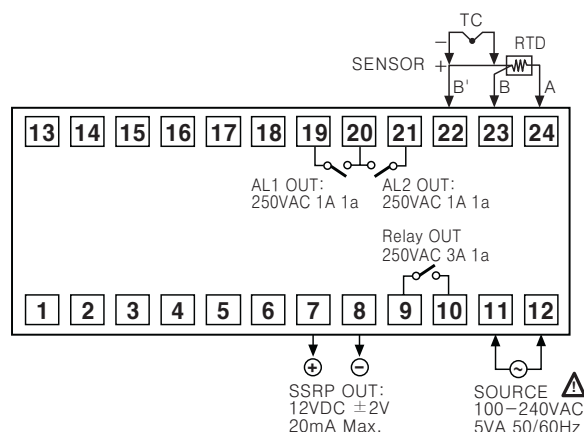 TC
− RTD
SENSOR +
B' B A
13 14 15 16 17 18 19 20 21 22 23 24
AL1 OUT: AL2 OUT:
250VAC 1A 1a 250VAC 1A 1a
Relay OUT
250VAC 3A 1a
1 2 3 4 5 6 7 8 9 10 11 12
+ − ~
SSRP OUT: SOURCE
12VDC ±2V 100−240VAC
20mA Max. 5VA 50/60Hz